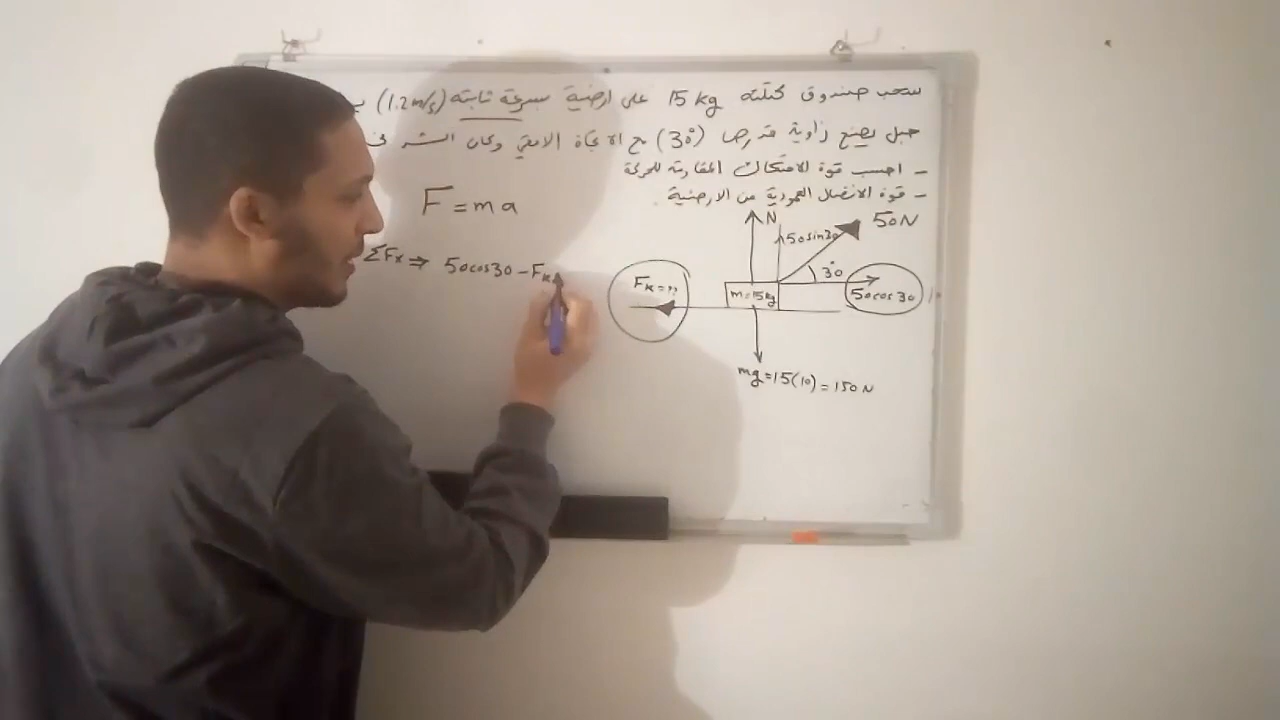 سحب صندوق كتلته 15 kg على ارضية بسرعة ثابتة (1.2 m/s) ب
حبل يصنع زاوية قدرها (30°) مع الاتجاه الافقي وكان الشد في
- احسب قوة الاحتكاك المقاومة للحركة
- قوة الانفعال العمودية من الارضية.
F = ma
ΣFx ⇒ 50cos30 - Fk
N
50sin30
50N
30°
50cos30
Fk = ??
m=15kg
mg = 15(10) = 150 N